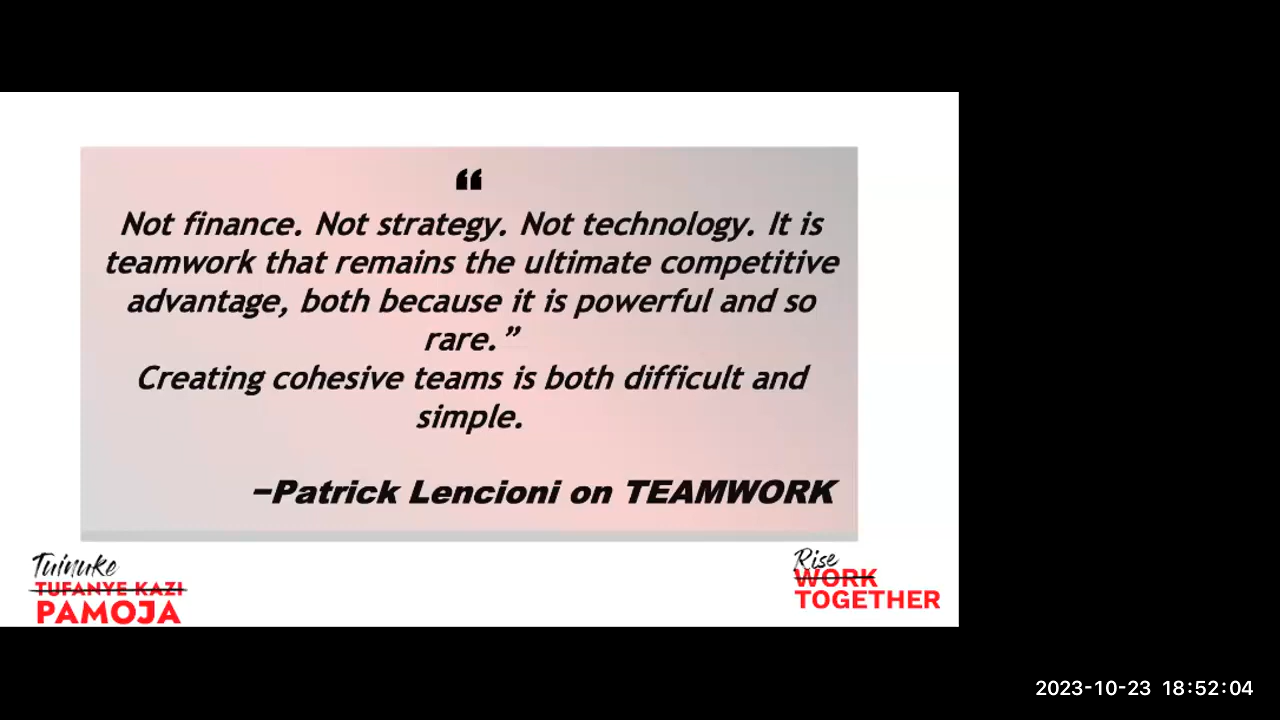 “
Not finance. Not strategy. Not technology. It is
teamwork that remains the ultimate competitive
advantage, both because it is powerful and so
rare.”
Creating cohesive teams is both difficult and
simple.
–Patrick Lencioni on TEAMWORK
Tuinuke
TUFANYE KAZI
PAMOJA
Rise
WORK
TOGETHER
2023-10-23 18:52:04